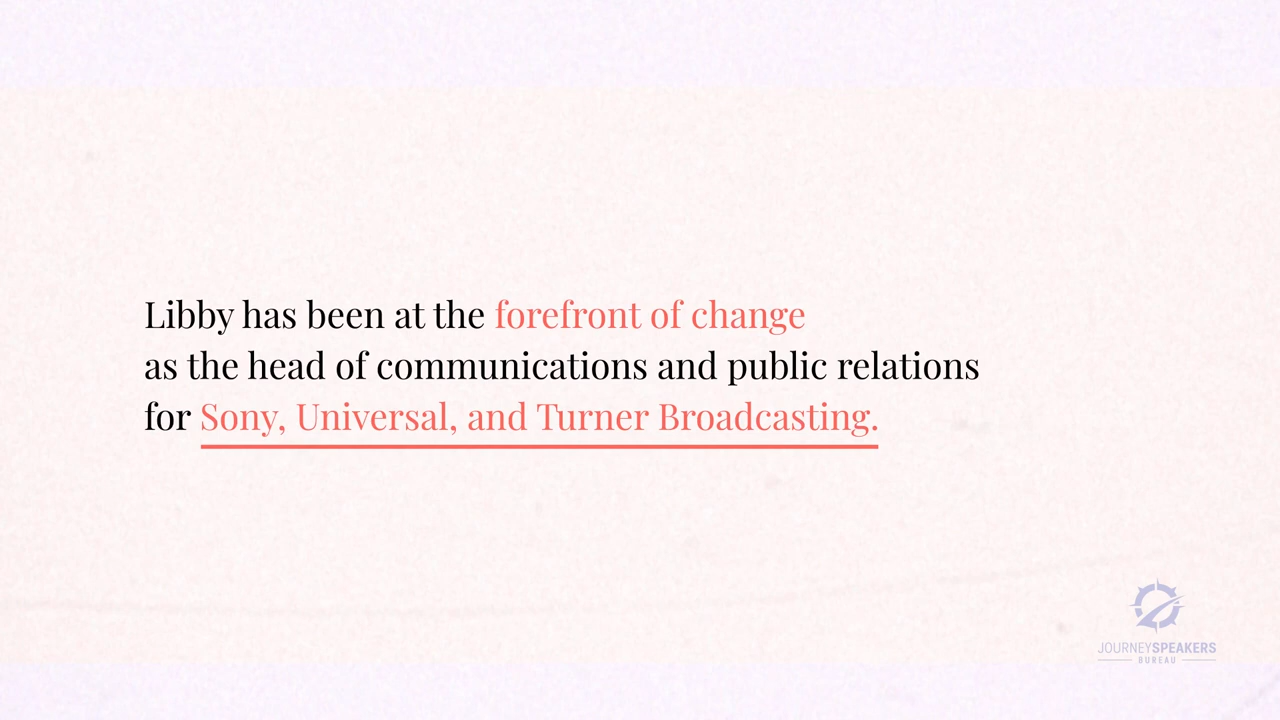 Libby has been at the forefront of change
as the head of communications and public relations
for Sony, Universal, and Turner Broadcasting.
JOURNEYSPEAKERS
BUREAU